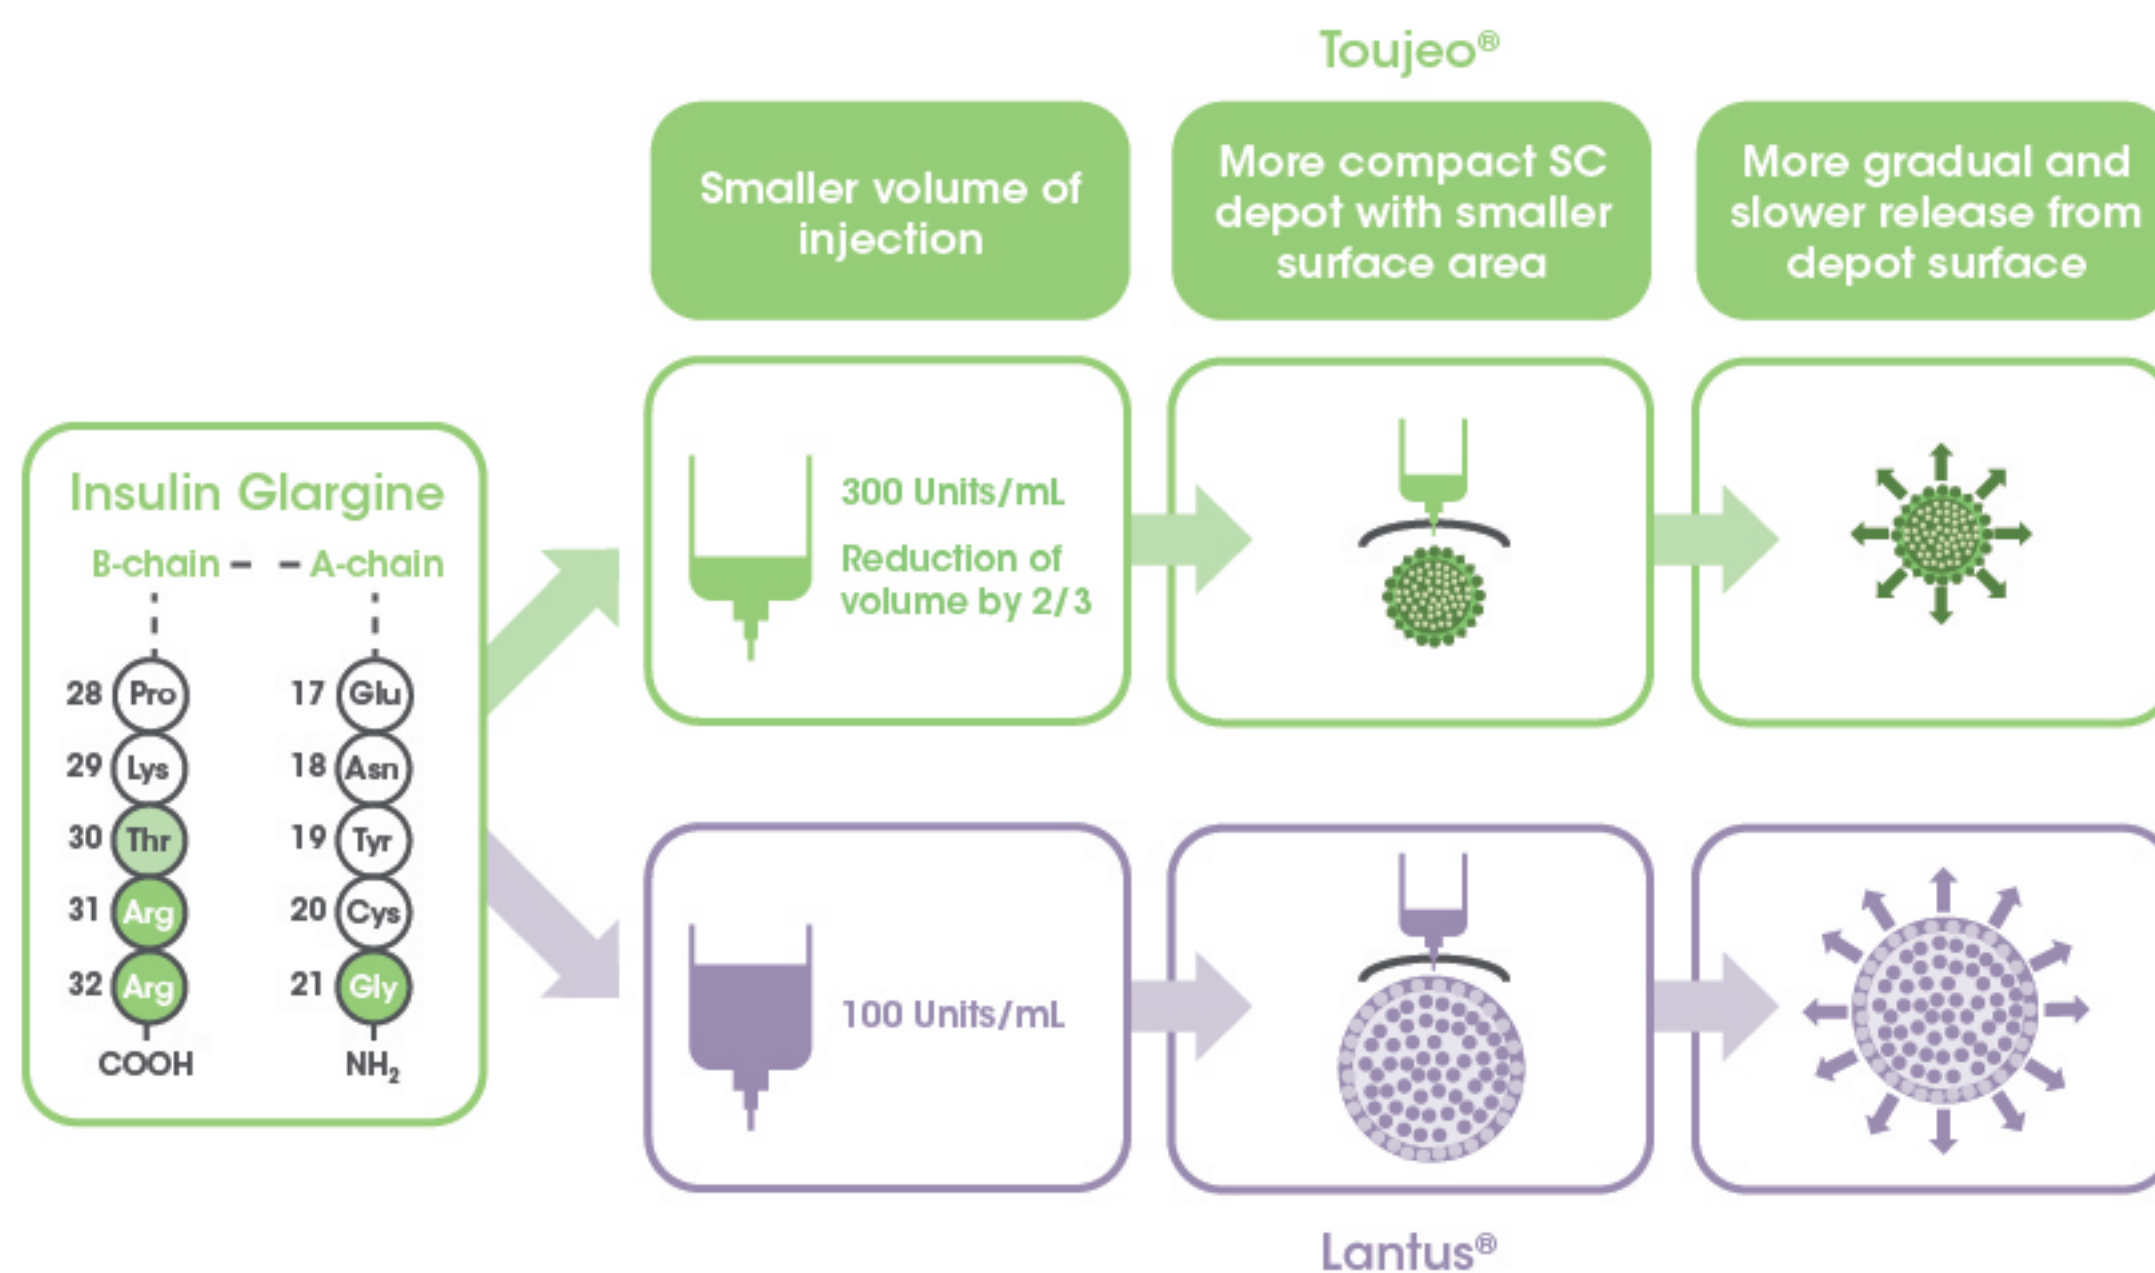 Toujeo®
Smaller volume of
injection
More compact SC
depot with smaller
surface area
More gradual and
slower release from
depot surface
Insulin Glargine
B-chain - - A-chain
28 Pro 17 Glu
29 Lys 18 Asn
30 Thr 19 Tyr
31 Arg 20 Cys
32 Arg 21 Gly
COOH NH₂
300 Units/mL
Reduction of
volume by 2/3
100 Units/mL
Lantus®